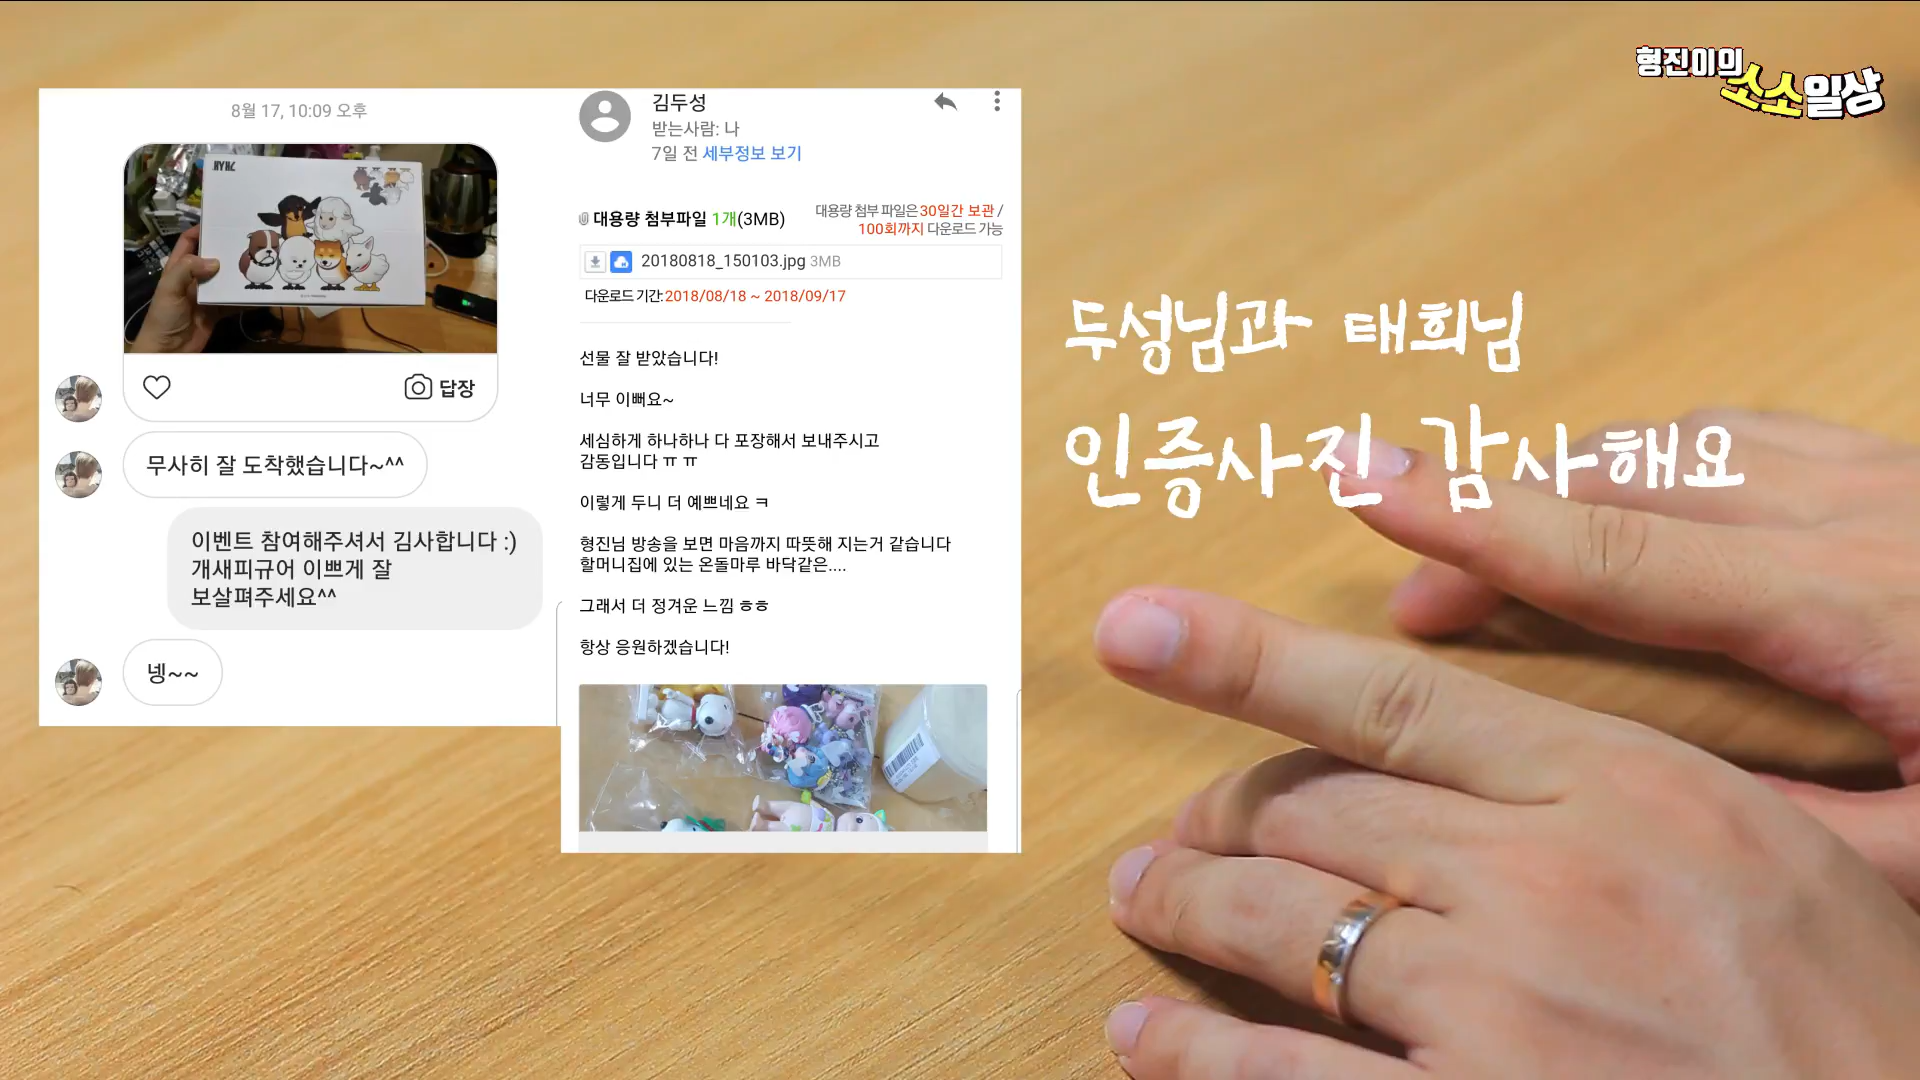 형진이의
소소일상
8월 17, 10:09 오후
답장
무사히 잘 도착했습니다~^^
이벤트 참여해주셔서 김사합니다 :)
개새피규어 이쁘게 잘
보살펴주세요^^
넹~~
김두성
받는사람: 나
7일 전 세부정보 보기
대용량 첨부파일 1개(3MB)
대용량 첨부 파일은 30일간 보관 /
100회까지 다운로드 가능
20180818_150103.jpg 3MB
다운로드 기간: 2018/08/18 ~ 2018/09/17
선물 잘 받았습니다!
너무 이뻐요~
세심하게 하나하나 다 포장해서 보내주시고
감동입니다 ㅠ ㅠ
이렇게 두니 더 예쁘네요 ㅋ
형진님 방송을 보면 마음까지 따뜻해 지는거 같습니다
할머니집에 있는 온돌마루 바닥같은....
그래서 더 정겨운 느낌 ㅎㅎ
항상 응원하겠습니다!
두성님과 태희님
인증사진 감사해요